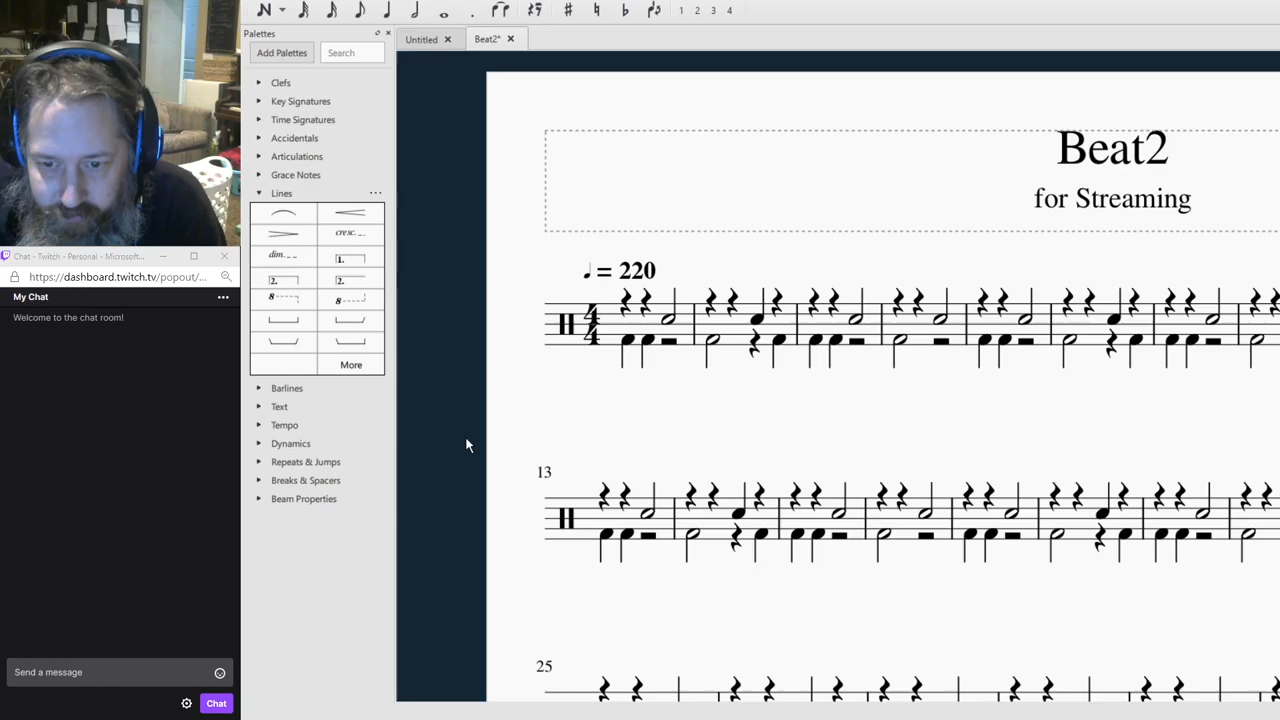 1 2 3 4
Palettes
Untitled
Beat2*
Add Palettes
Search
Clefs
Key Signatures
Time Signatures
Accidentals
Articulations
Grace Notes
Lines
cresc.
dim.
1.
2.
2.
8
8
More
Barlines
Text
Tempo
Dynamics
Repeats & Jumps
Breaks & Spacers
Beam Properties
Chat - Twitch - Personal - Microsoft...
https://dashboard.twitch.tv/popout/...
My Chat
Welcome to the chat room!
Send a message
Chat
Beat2
for Streaming
= 220
4
4
13
25